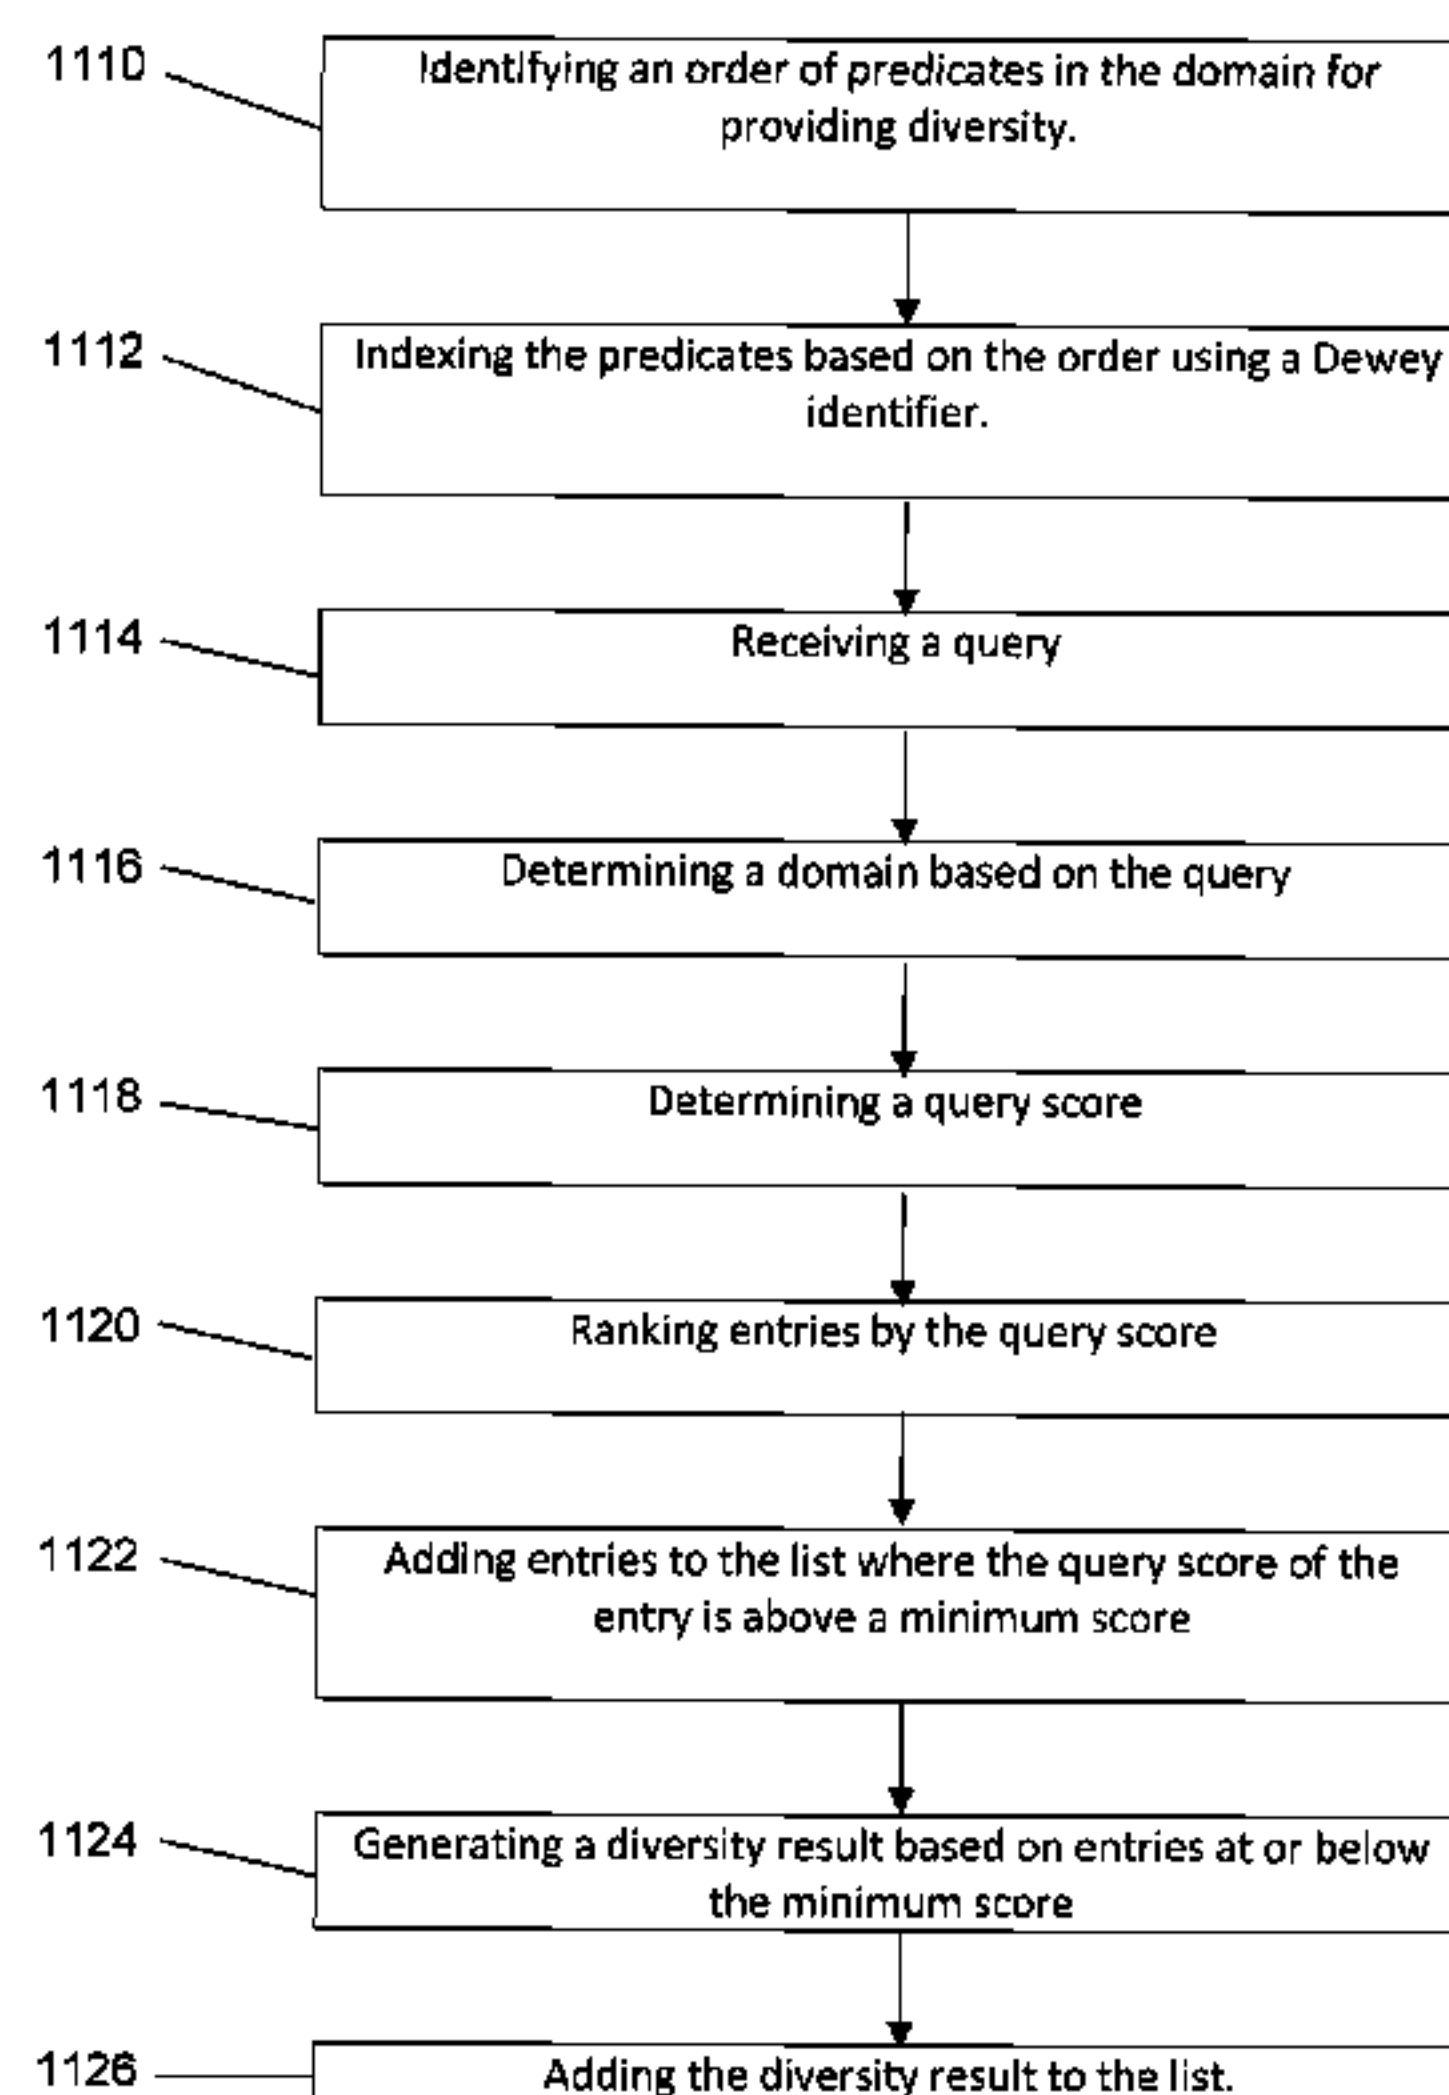 1110
Identifying an order of predicates in the domain for
providing diversity.
1112
Indexing the predicates based on the order using a Dewey
identifier.
1114
Receiving a query
1116
Determining a domain based on the query
1118
Determining a query score
1120
Ranking entries by the query score
1122
Adding entries to the list where the query score of the
entry is above a minimum score
1124
Generating a diversity result based on entries at or below
the minimum score
1126
Adding the diversity result to the list.